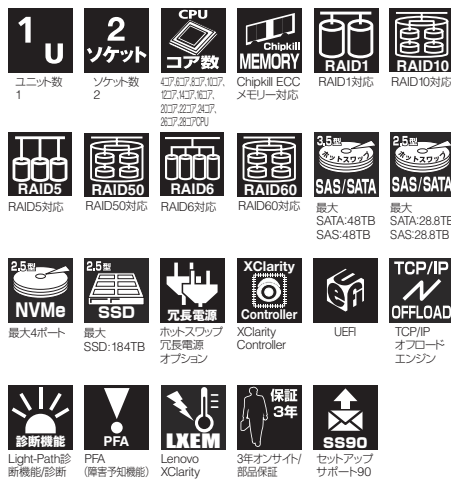 1 U
2 ソケット
CPU コア数
Chipkill MEMORY
RAID1
RAID10
ユニット数
1
ソケット数
2
4コア,6コア,8コア,10コア,
12コア,14コア,16コア,
20コア,22コア,24コア,
26コア,28コアCPU
Chipkill ECC
メモリー対応
RAID1対応
RAID10対応
RAID5
RAID50
RAID6
RAID60
3.5型 ホットスワップ SAS/SATA
2.5型 ホットスワップ SAS/SATA
RAID5対応
RAID50対応
RAID6対応
RAID60対応
最大
SATA:48TB
SAS:48TB
最大
SATA:28.8TB
SAS:28.8TB
2.5型 NVMe
2.5型 SSD
冗長電源
XClarity Controller
TCP/IP OFFLOAD
最大4ポート
最大
SSD:184TB
ホットスワップ
冗長電源
オプション
XClarity
Controller
UEFI
TCP/IP
オフロード
エンジン
診断機能
PFA
LXEM
保証 3年
SS90
Light-Path診
断機能/診断
PFA
(障害予知機能)
Lenovo
XClarity
3年オンサイト/
部品保証
セットアップ
サポート90